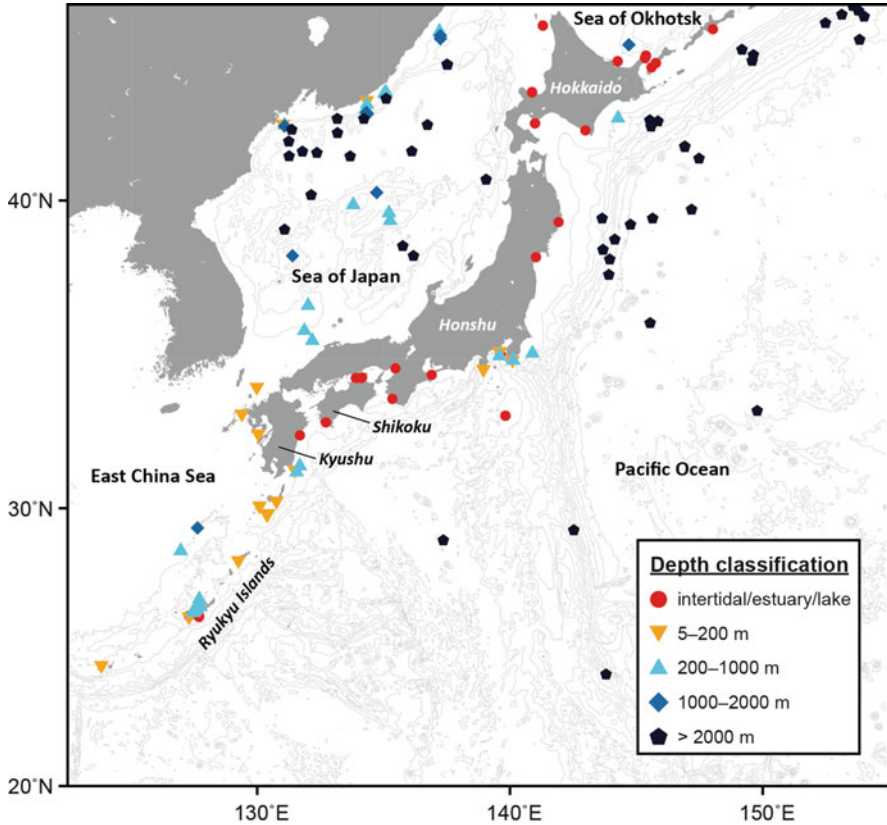 Sea of Okhotsk
Hokkaido
40°N
Sea of Japan
Honshu
Shikoku
Kyushu
East China Sea
Pacific Ocean
30°N
Ryukyu Islands
Depth classification
intertidal/estuary/lake
5–200 m
200–1000 m
1000–2000 m
> 2000 m
20°N
130°E
140°E
150°E